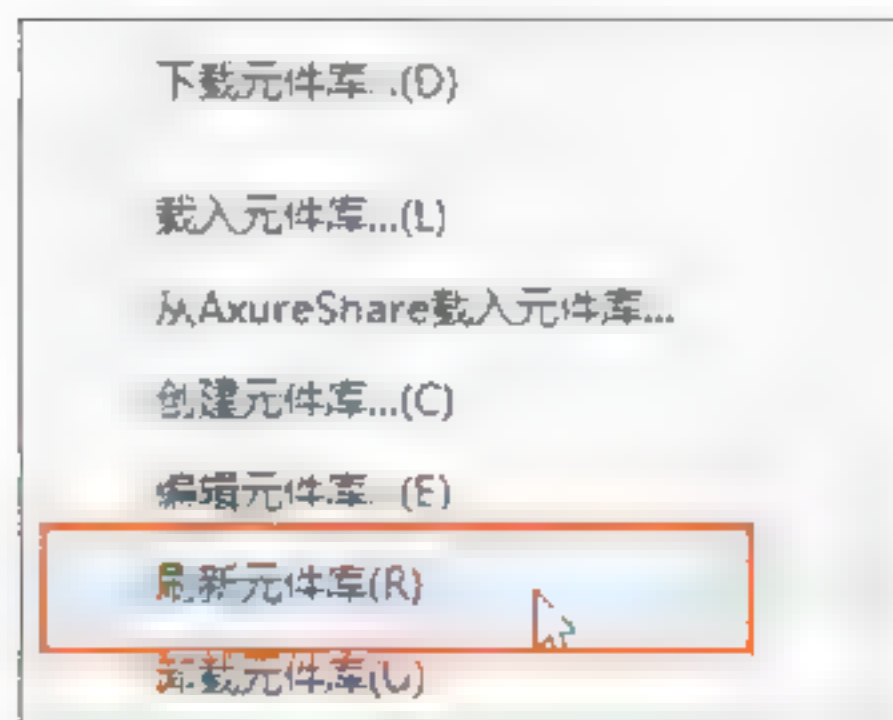 下载元件库...(D)
载入元件库...(L)
从AxureShare载入元件库...
创建元件库...(C)
编辑元件库...(E)
刷新元件库(R)
卸载元件库(U)